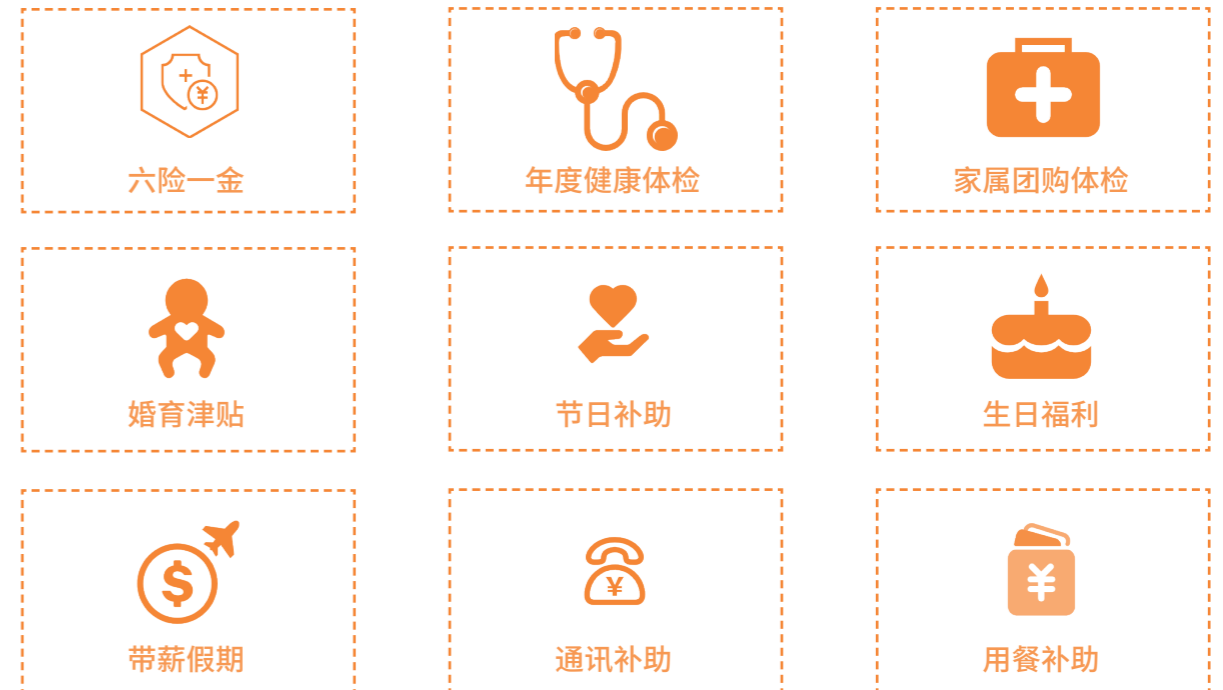 六险一金
年度健康体检
家属团购体检
婚育津贴
节日补助
生日福利
带薪假期
通讯补助
用餐补助